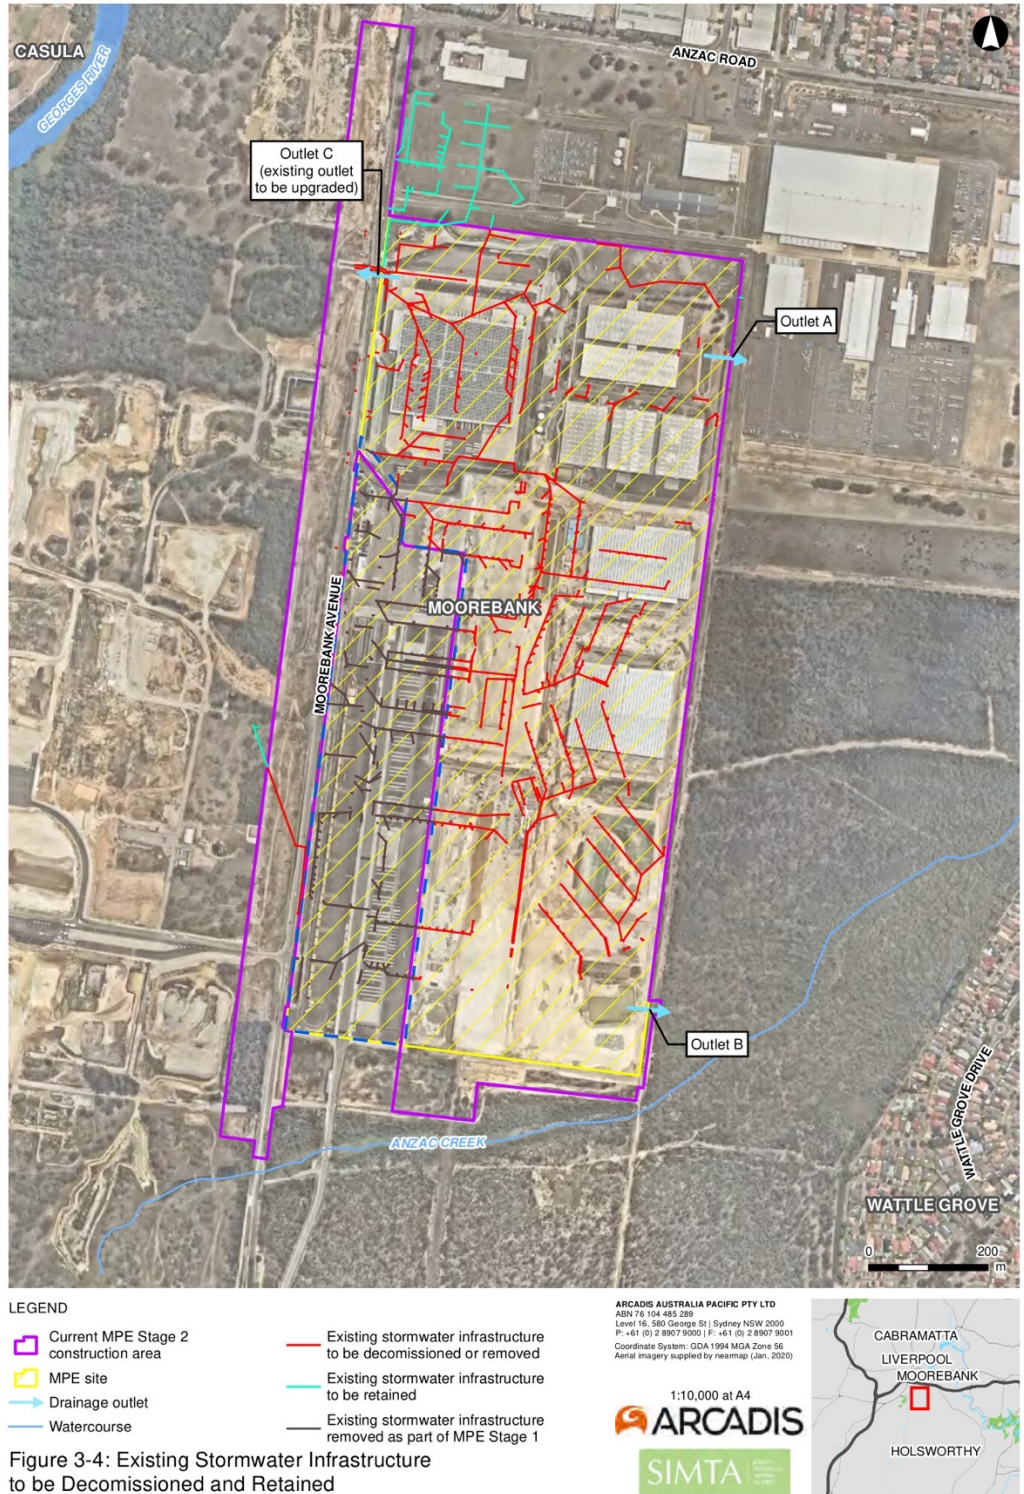 CASULA
GEORGES RIVER
ANZAC ROAD
Outlet C
(existing outlet
to be upgraded)
Outlet A
MOOREBANK
MOOREBANK AVENUE
Outlet B
ANZAC CREEK
WATTLE GROVE DRIVE
WATTLE GROVE
0 200
m
LEGEND
Current MPE Stage 2
construction area
MPE site
Drainage outlet
Watercourse
Existing stormwater infrastructure
to be decomissioned or removed
Existing stormwater infrastructure
to be retained
Existing stormwater infrastructure
removed as part of MPE Stage 1
Figure 3-4: Existing Stormwater Infrastructure
to be Decomissioned and Retained
ARCADIS AUSTRALIA PACIFIC PTY LTD
ABN 76 104 485 289
Level 16, 580 George St | Sydney NSW 2000
P: +61 (0) 2 8907 9000 | F: +61 (0) 2 8907 9001
Coordinate System: GDA 1994 MGA Zone 56
Aerial imagery supplied by nearmap (Jan, 2020)
1:10,000 at A4
ARCADIS
SIMTA
CABRAMATTA
LIVERPOOL
MOOREBANK
HOLSWORTHY